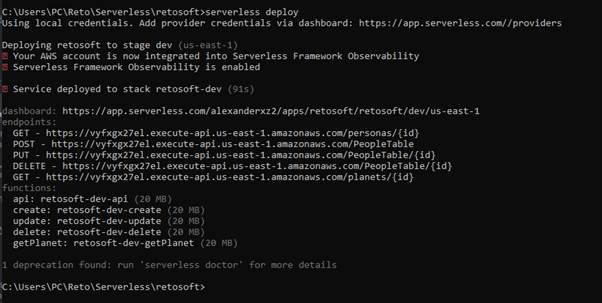 C:\Users\PC\Reto\Serverless\retosoft>serverless deploy
Using local credentials. Add provider credentials via dashboard: https://app.serverless.com//providers
Deploying retosoft to stage dev (us-east-1)
Your AWS account is now integrated into Serverless Framework Observability
Serverless Framework Observability is enabled
Service deployed to stack retosoft-dev (91s)
dashboard: https://app.serverless.com/alexanderxz2/apps/retosoft/retosoft/dev/us-east-1
endpoints:
GET - https://vyfxgx27el.execute-api.us-east-1.amazonaws.com/personas/{id}
POST - https://vyfxgx27el.execute-api.us-east-1.amazonaws.com/PeopleTable
PUT - https://vyfxgx27el.execute-api.us-east-1.amazonaws.com/PeopleTable/{id}
DELETE - https://vyfxgx27el.execute-api.us-east-1.amazonaws.com/PeopleTable/{id}
GET - https://vyfxgx27el.execute-api.us-east-1.amazonaws.com/planets/{id}
functions:
api: retosoft-dev-api (20 MB)
create: retosoft-dev-create (20 MB)
update: retosoft-dev-update (20 MB)
delete: retosoft-dev-delete (20 MB)
getPlanet: retosoft-dev-getPlanet (20 MB)
1 deprecation found: run 'serverless doctor' for more details
C:\Users\PC\Reto\Serverless\retosoft>